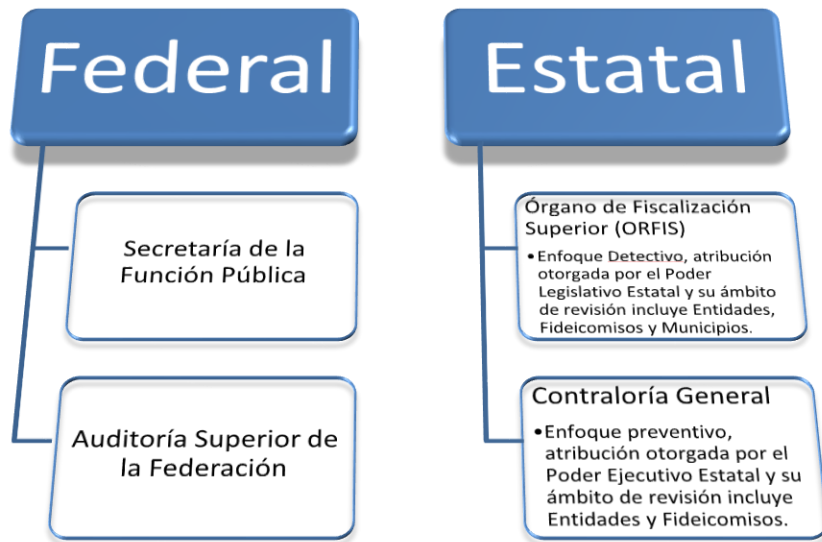 Federal
Secretaría de la
Función Pública
Auditoría Superior de
la Federación
Estatal
Órgano de Fiscalización
Superior (ORFIS)
•Enfoque Detectivo, atribución
otorgada por el Poder
Legislativo Estatal y su ámbito
de revisión incluye Entidades,
Fideicomisos y Municipios.
Contraloría General
•Enfoque preventivo,
atribución otorgada por el
Poder Ejecutivo Estatal y su
ámbito de revisión incluye
Entidades y Fideicomisos.